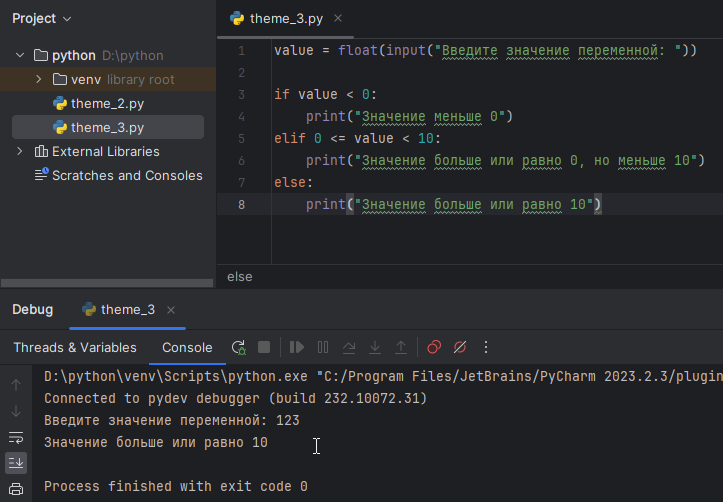 Project
theme_3.py
python D:\python
venv library root
theme_2.py
theme_3.py
External Libraries
Scratches and Consoles
1 value = float(input("Введите значение переменной: "))
2
3 if value < 0:
4 print("Значение меньше 0")
5 elif 0 <= value < 10:
6 print("Значение больше или равно 0, но меньше 10")
7 else:
8 print("Значение больше или равно 10")
else
Debug theme_3
Threads & Variables Console
D:\python\venv\Scripts\python.exe "C:/Program Files/JetBrains/PyCharm 2023.2.3/plugin
Connected to pydev debugger (build 232.10072.31)
Введите значение переменной: 123
Значение больше или равно 10
Process finished with exit code 0